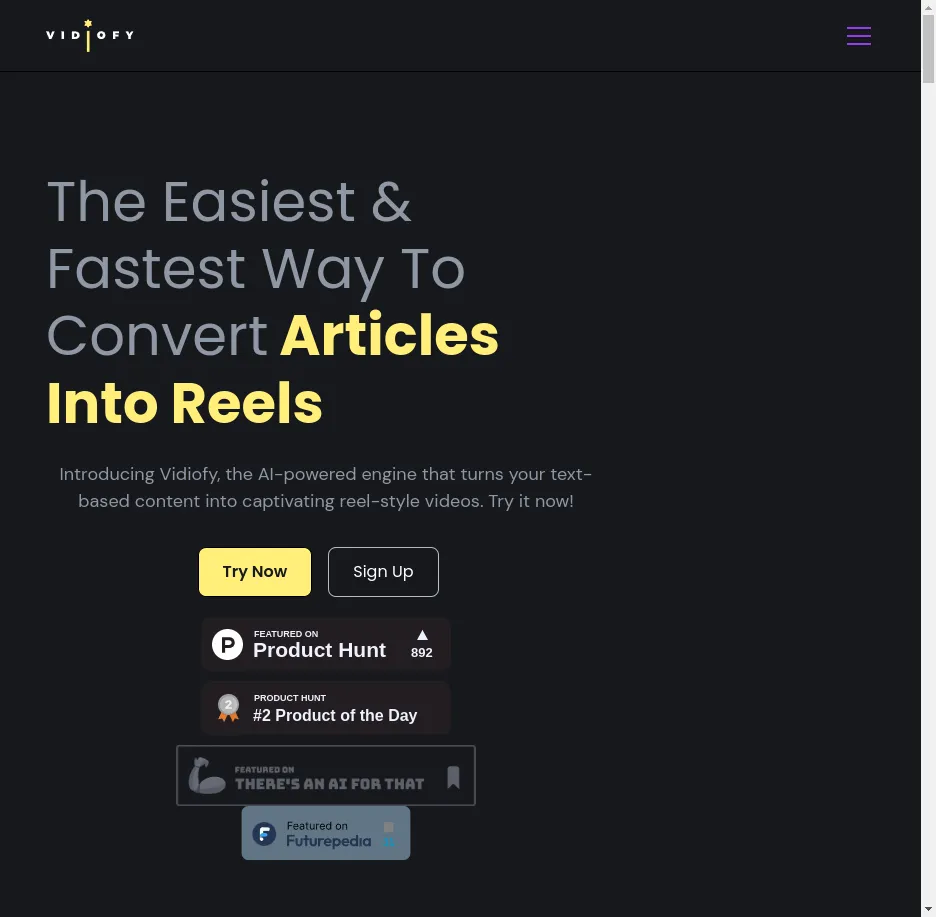 VIDIOFY
The Easiest &
Fastest Way To
Convert Articles
Into Reels
Introducing Vidiofy, the AI-powered engine that turns your text-
based content into captivating reel-style videos. Try it now!
Try Now
Sign Up
P
FEATURED ON
Product Hunt
892
2
PRODUCT HUNT
#2 Product of the Day
FEATURED ON
THERE'S AN AI FOR THAT
F
Featured on
Futurepedia